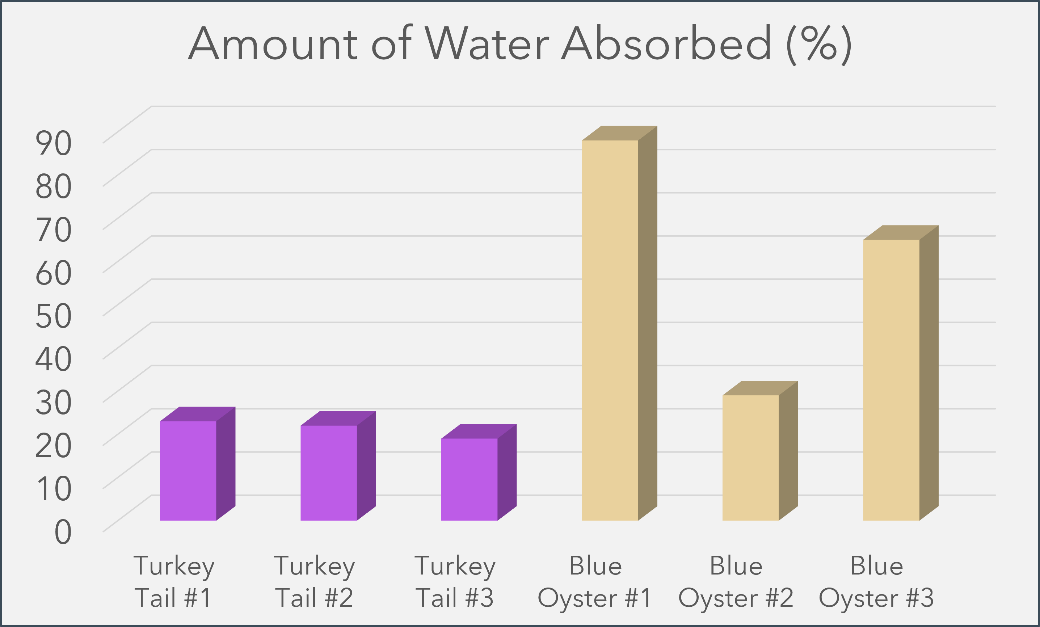 Amount of Water Absorbed (%)
90
80
70
60
50
40
30
20
10
0
Turkey Tail #1
Turkey Tail #2
Turkey Tail #3
Blue Oyster #1
Blue Oyster #2
Blue Oyster #3